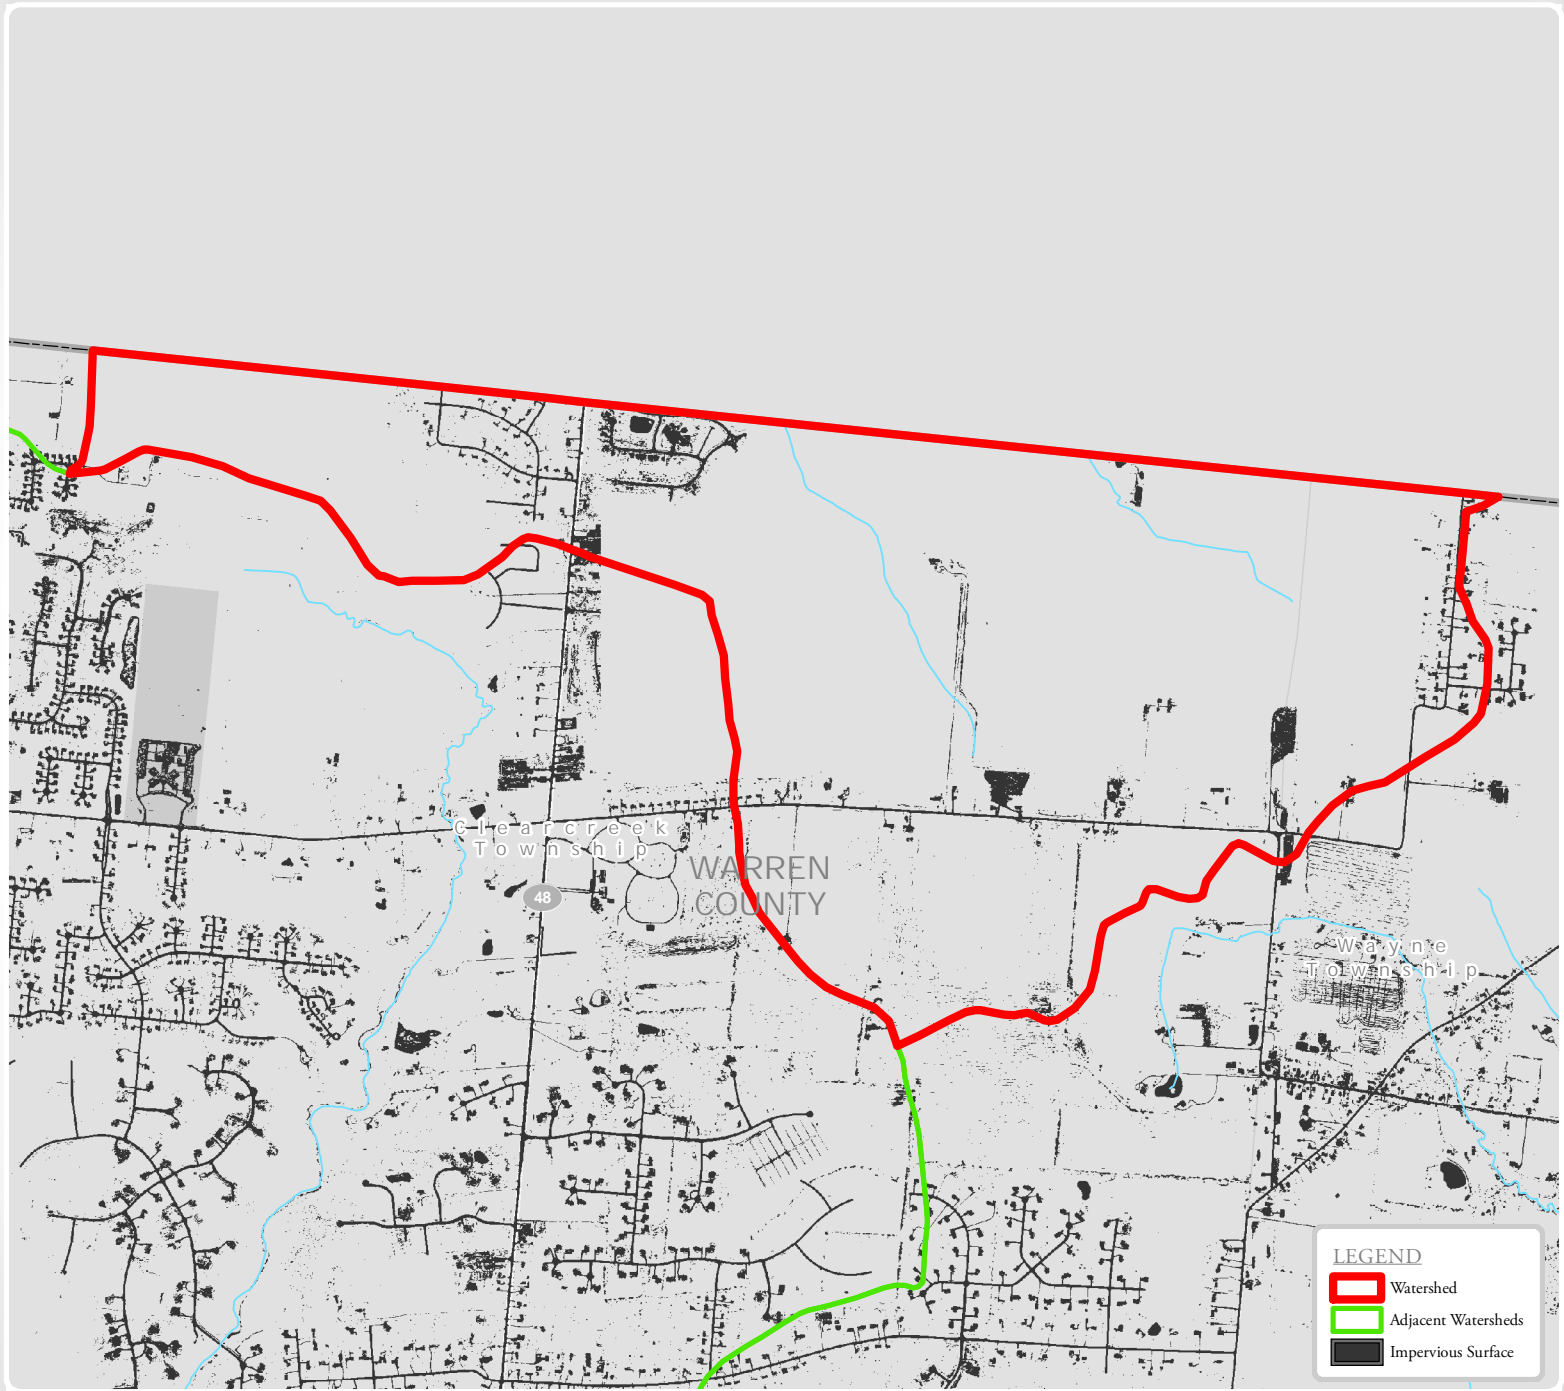 Clearcreek
Township
WARREN
COUNTY
48
Wayne
Township
LEGEND
Watershed
Adjacent Watersheds
Impervious Surface